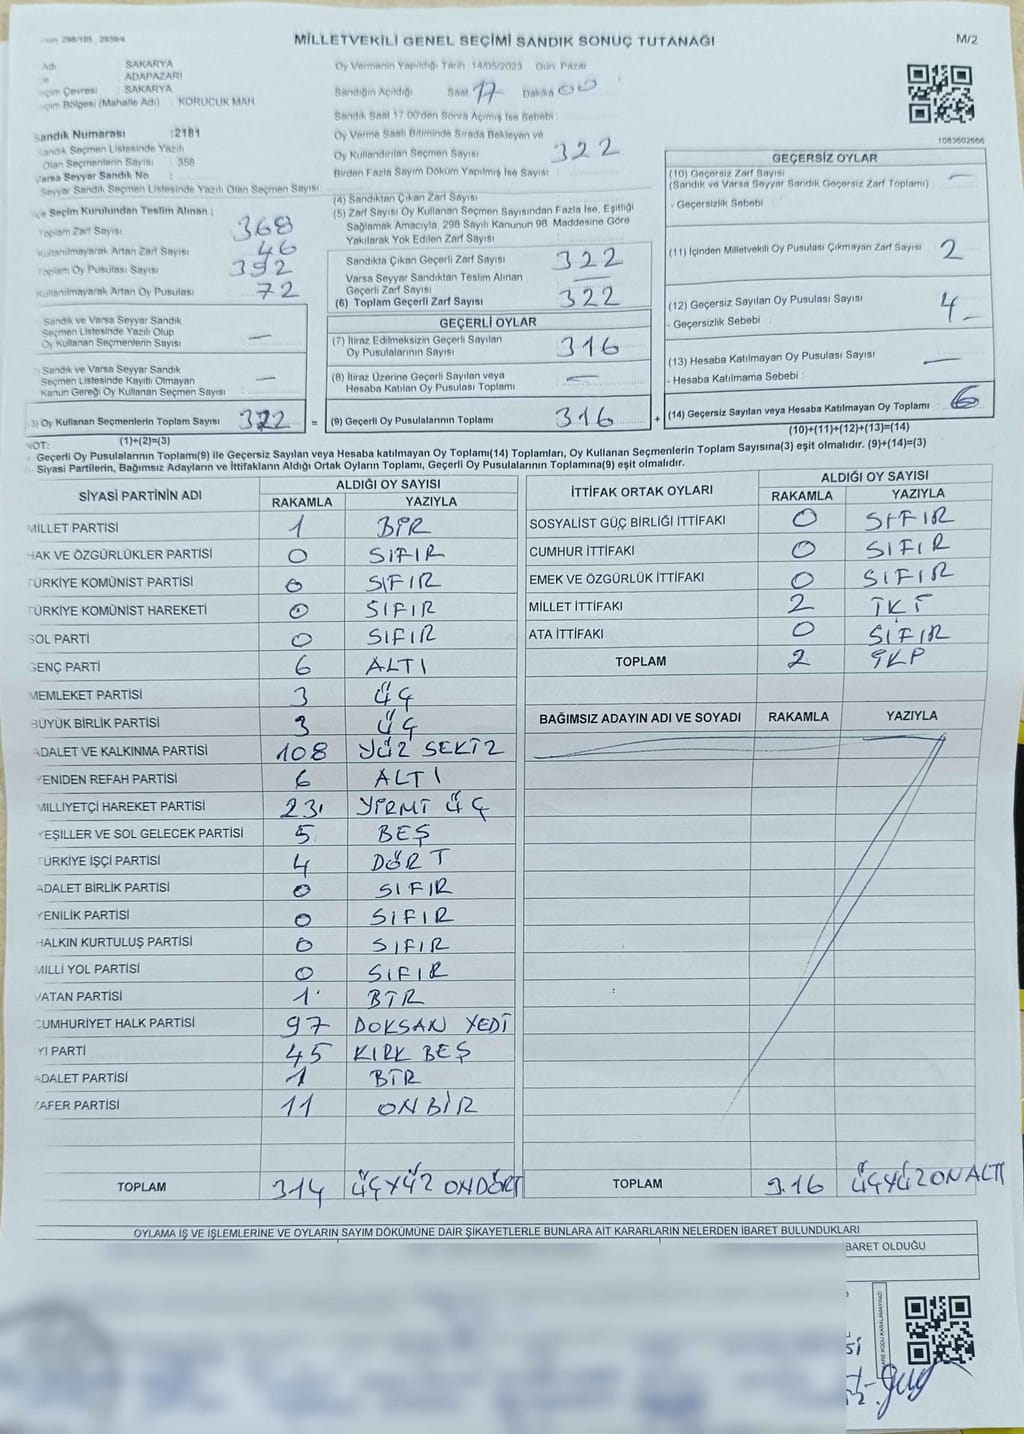 MİLLETVEKİLİ GENEL SEÇİMİ SANDIK SONUÇ TUTANAĞI
M/2
Adı : SAKARYA
ADAPAZARI
Seçim Çevresi : SAKARYA
Seçim Bölgesi (Mahalle Adı) : KORUCUK MAH
Sandık Numarası :2181
Sandık Seçmen Listesinde Yazılı
Olan Seçmenlerin Sayısı : 358
Varsa Seyyar Sandık No :
Seyyar Sandık Seçmen Listesinde Yazılı Olan Seçmen Sayısı:
İlçe Seçim Kurulundan Teslim Alınan :
Toplam Zarf Sayısı 368
Kullanılmayarak Artan Zarf Sayısı 46
Toplam Oy Pusulası Sayısı 392
Kullanılmayarak Artan Oy Pusulası 72
Sandık ve Varsa Seyyar Sandık
Seçmen Listesinde Yazılı Olup
Oy Kullanan Seçmenlerin Sayısı —
Sandık ve Varsa Seyyar Sandık
Seçmen Listesinde Kayıtlı Olmayan
Kanun Gereği Oy Kullanan Seçmen Sayısı —
3) Oy Kullanan Seçmenlerin Toplam Sayısı 322 =
(1)+(2)=(3)
Oy Vermenin Yapıldığı Tarih 14/05/2023 Gün Pazar
Sandığın Açıldığı Saat 17 Dakika 00
Sandık Saat 17 00'den Sonra Açılmış İse Sebebi
Oy Verme Saati Bitiminde Sırada Bekleyen ve
Oy Kullandırılan Seçmen Sayısı 322
Birden Fazla Sayım Döküm Yapılmış İse Sayısı
(4) Sandıktan Çıkan Zarf Sayısı
(5) Zarf Sayısı Oy Kullanan Seçmen Sayısından Fazla İse, Eşitliği
Sağlamak Amacıyla, 298 Sayılı Kanunun 98. Maddesine Göre
Yakılarak Yok Edilen Zarf Sayısı
Sandıkta Çıkan Geçerli Zarf Sayısı 322
Varsa Seyyar Sandıktan Teslim Alınan
Geçerli Zarf Sayısı —
(6) Toplam Geçerli Zarf Sayısı 322
GEÇERLİ OYLAR
(7) İtiraz Edilmeksizin Geçerli Sayılan
Oy Pusulalarının Sayısı 316
(8) İtiraz Üzerine Geçerli Sayılan veya
Hesaba Katılan Oy Pusulası Toplamı —
(9) Geçerli Oy Pusulalarının Toplamı 316 +
1083602666
GEÇERSİZ OYLAR
(10) Geçersiz Zarf Sayısı —
(Sandık ve Varsa Seyyar Sandık Geçersiz Zarf Toplamı)
- Geçersizlik Sebebi
(11) İçinden Milletvekili Oy Pusulası Çıkmayan Zarf Sayısı 2
(12) Geçersiz Sayılan Oy Pusulası Sayısı 4
- Geçersizlik Sebebi
(13) Hesaba Katılmayan Oy Pusulası Sayısı —
- Hesaba Katılmama Sebebi :
(14) Geçersiz Sayılan veya Hesaba Katılmayan Oy Toplamı : 6
(10)+(11)+(12)+(13)=(14)
NOT:
Geçerli Oy Pusulalarının Toplamı(9) ile Geçersiz Sayılan veya Hesaba katılmayan Oy Toplamı(14) Toplamları, Oy Kullanan Seçmenlerin Toplam Sayısına(3) eşit olmalıdır. (9)+(14)=(3)
Siyasi Partilerin, Bağımsız Adayların ve İttifakların Aldığı Ortak Oyların Toplamı, Geçerli Oy Pusulalarının Toplamına(9) eşit olmalıdır.
SİYASİ PARTİNİN ADI ALDIĞI OY SAYISI
RAKAMLA YAZIYLA
MİLLET PARTİSİ 1 BİR
HAK VE ÖZGÜRLÜKLER PARTİSİ 0 SIFIR
TÜRKİYE KOMÜNİST PARTİSİ 0 SIFIR
TÜRKİYE KOMÜNİST HAREKETİ 0 SIFIR
SOL PARTİ 0 SIFIR
GENÇ PARTİ 6 ALTI
MEMLEKET PARTİSİ 3 ÜÇ
BÜYÜK BİRLİK PARTİSİ 3 ÜÇ
ADALET VE KALKINMA PARTİSİ 108 YÜZ SEKİZ
YENİDEN REFAH PARTİSİ 6 ALTI
MİLLİYETÇİ HAREKET PARTİSİ 23 YİRMİ ÜÇ
YEŞİLLER VE SOL GELECEK PARTİSİ 5 BEŞ
TÜRKİYE İŞÇİ PARTİSİ 4 DÖRT
ADALET BİRLİK PARTİSİ 0 SIFIR
YENİLİK PARTİSİ 0 SIFIR
HALKIN KURTULUŞ PARTİSİ 0 SIFIR
MİLLİ YOL PARTİSİ 0 SIFIR
VATAN PARTİSİ 1 BİR
CUMHURİYET HALK PARTİSİ 97 DOKSAN YEDİ
İYİ PARTİ 45 KIRK BEŞ
ADALET PARTİSİ 1 BİR
ZAFER PARTİSİ 11 ONBİR
TOPLAM 314 ÜÇYÜZ ONDÖRT
İTTİFAK ORTAK OYLARI ALDIĞI OY SAYISI
RAKAMLA YAZIYLA
SOSYALİST GÜÇ BİRLİĞİ İTTİFAKI 0 SIFIR
CUMHUR İTTİFAKI 0 SIFIR
EMEK VE ÖZGÜRLÜK İTTİFAKI 0 SIFIR
MİLLET İTTİFAKI 2 İKİ
ATA İTTİFAKI 0 SIFIR
TOPLAM 2 İKİ
BAĞIMSIZ ADAYIN ADI VE SOYADI RAKAMLA YAZIYLA
TOPLAM 316 ÜÇYÜZ ONALTI
OYLAMA İŞ VE İŞLEMLERİNE VE OYLARIN SAYIM DÖKÜMÜNE DAİR ŞİKAYETLERLE BUNLARA AİT KARARLARIN NELERDEN İBARET BULUNDUKLARI
BARET OLDUĞU